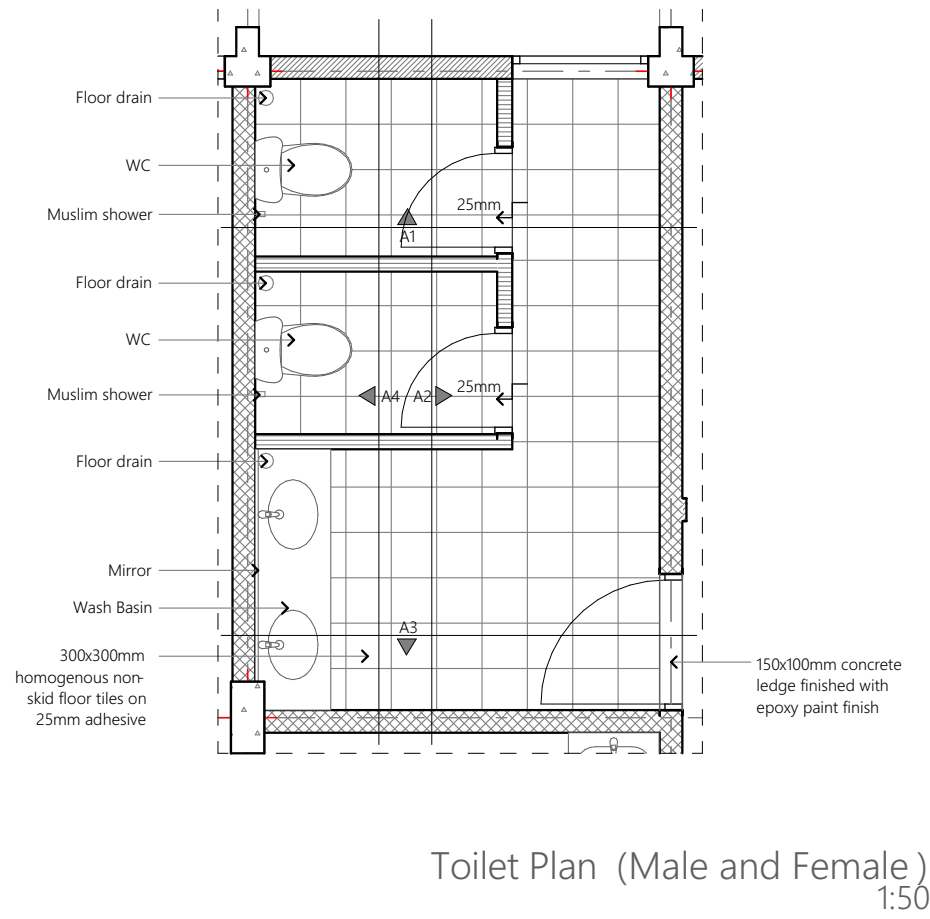 Floor drain
WC
Muslim shower
25mm
A1
Floor drain
WC
Muslim shower
A4
A2
25mm
Floor drain
Mirror
Wash Basin
A3
300x300mm
homogenous non-
skid floor tiles on
25mm adhesive
150x100mm concrete
ledge finished with
epoxy paint finish
Toilet Plan (Male and Female)
1:50